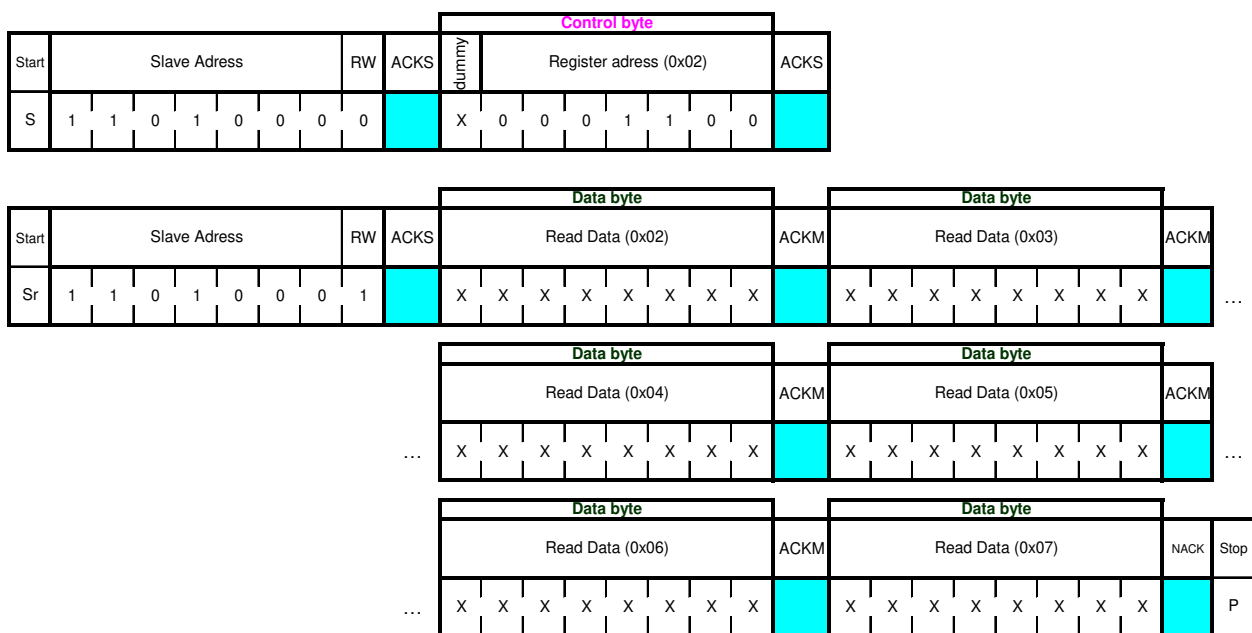 Control byte
Start Slave Adress RW ACKS dummy Register adress (0x02) ACKS
S 1 1 0 1 0 0 0 0 X 0 0 0 1 1 0 0
Data byte Data byte
Start Slave Adress RW ACKS Read Data (0x02) ACKM Read Data (0x03) ACKM
Sr 1 1 0 1 0 0 0 1 X X X X X X X X X X X X X X X X …
Data byte Data byte
Read Data (0x04) ACKM Read Data (0x05) ACKM
… X X X X X X X X X X X X X X X X …
Data byte Data byte
Read Data (0x06) ACKM Read Data (0x07) NACK Stop
… X X X X X X X X X X X X X X X X P